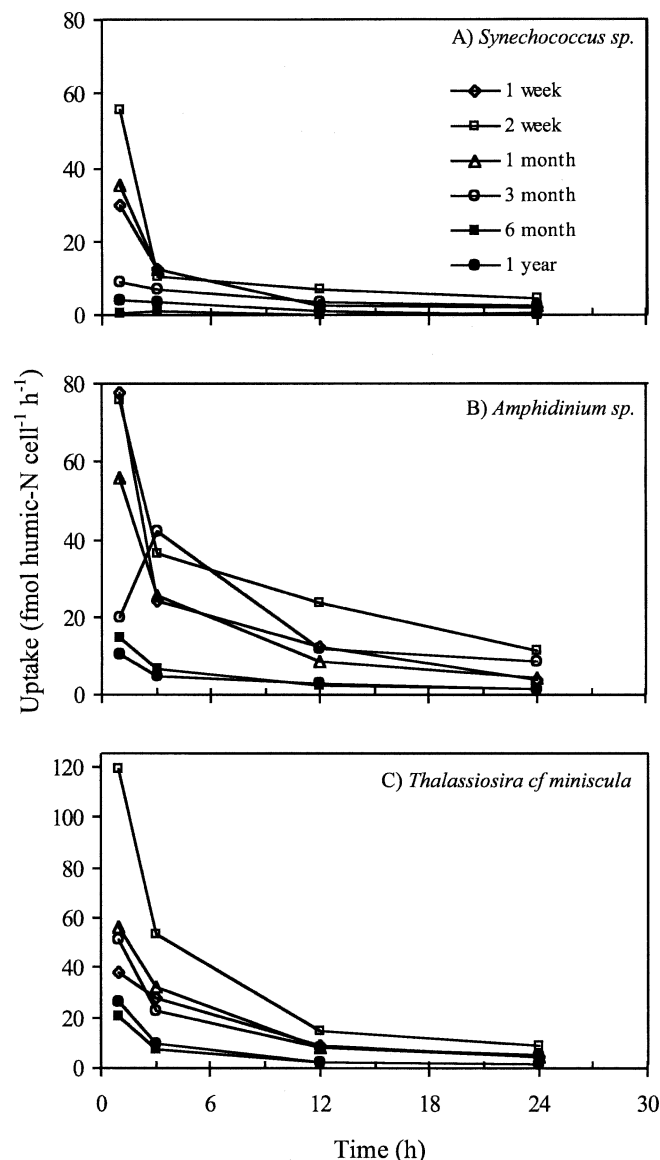 80
60
40
20
0
A) Synechococcus sp.
1 week
2 week
1 month
3 month
6 month
1 year
Uptake (fmol humic-N cell⁻¹ h⁻¹)
80
60
40
20
0
B) Amphidinium sp.
120
100
80
60
40
20
0
C) Thalassiosira cf miniscula
0 6 12 18 24 30
Time (h)